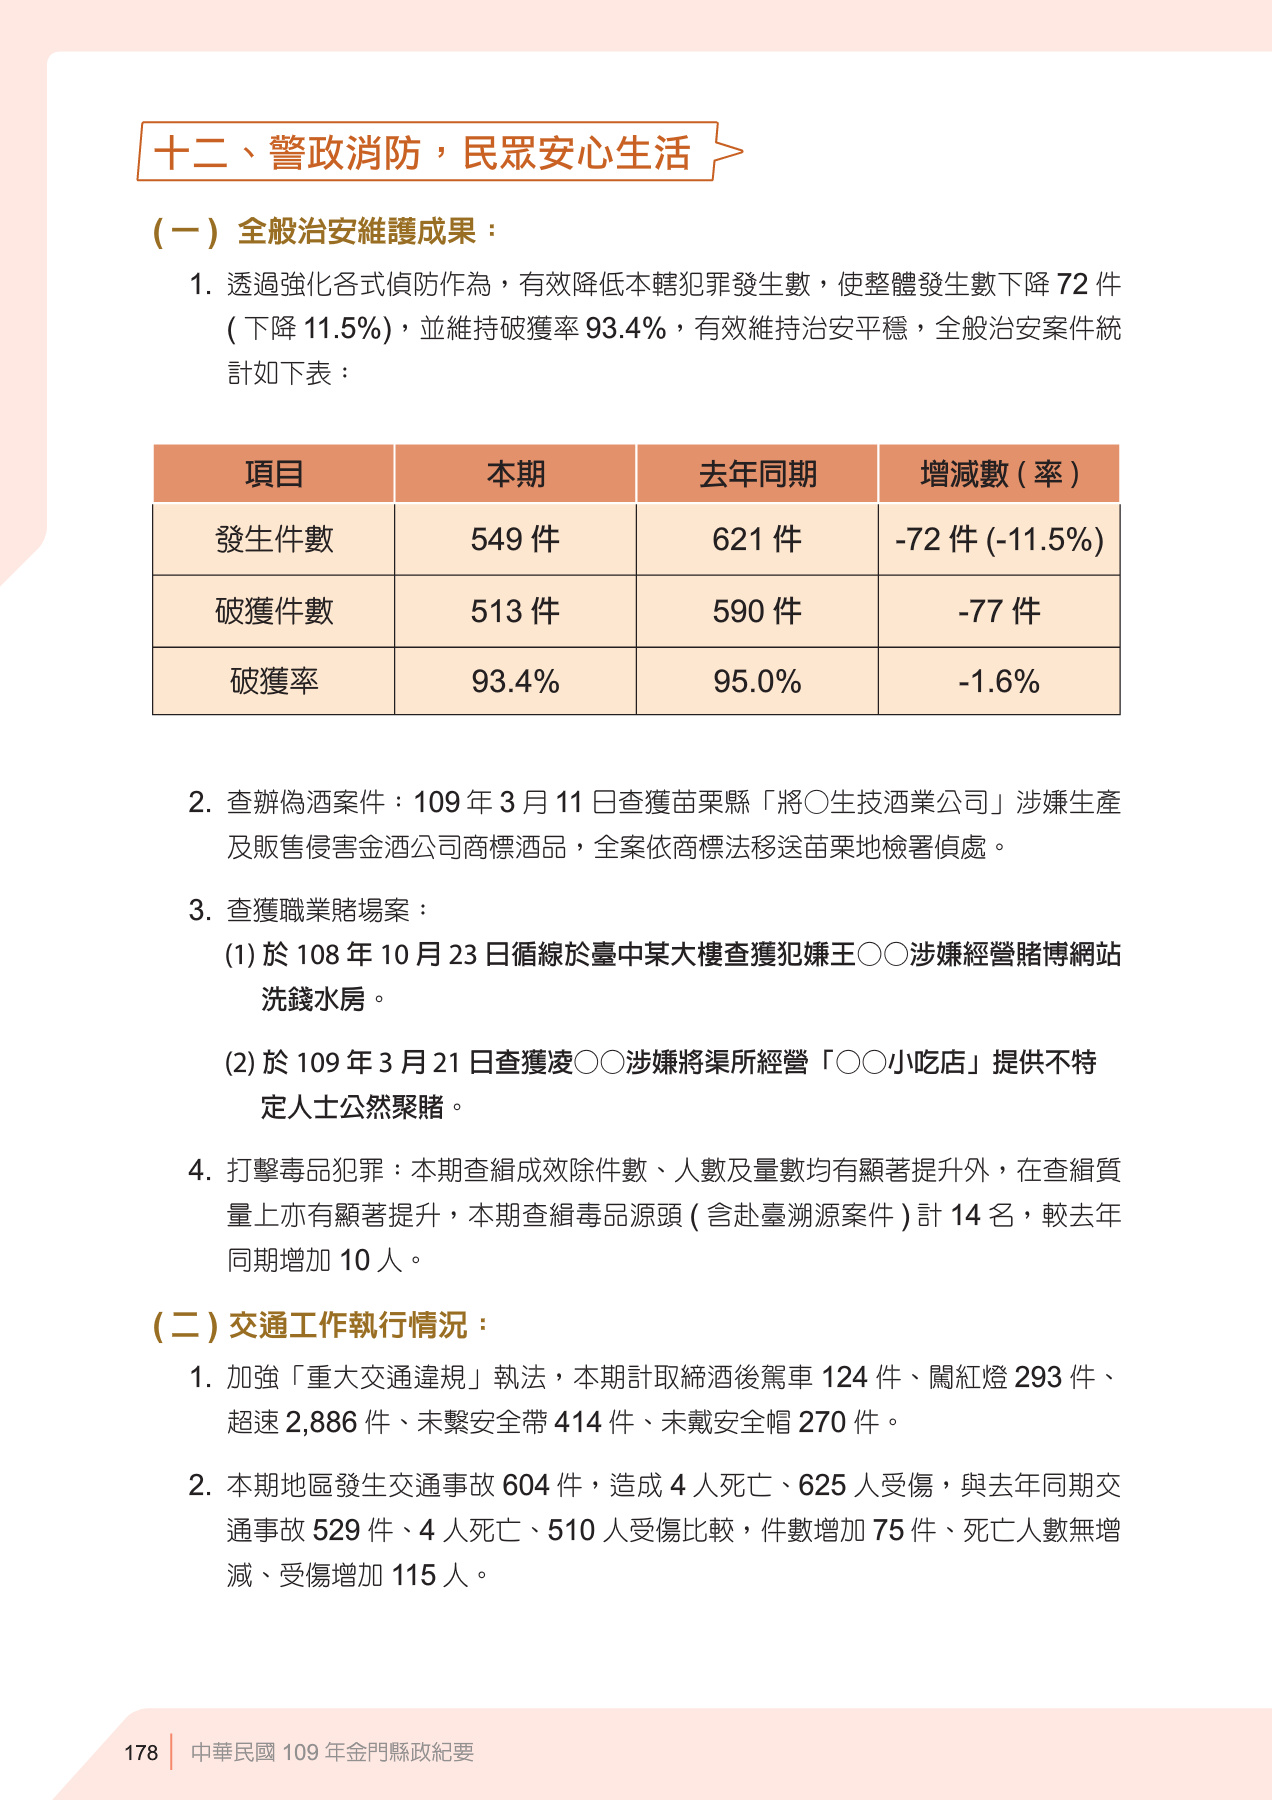 十二、警政消防，民眾安心生活
( 一 ) 全般治安維護成果：
1. 透過強化各式偵防作為，有效降低本轄犯罪發生數，使整體發生數下降 72 件
( 下降 11.5%)，並維持破獲率 93.4%，有效維持治安平穩，全般治安案件統
計如下表：
項目 本期 去年同期 增減數 ( 率 )
發生件數 549 件 621 件 -72 件 (-11.5%)
破獲件數 513 件 590 件 -77 件
破獲率 93.4% 95.0% -1.6%
2. 查辦偽酒案件：109 年 3 月 11 日查獲苗栗縣「將○生技酒業公司」涉嫌生產
及販售侵害金酒公司商標酒品，全案依商標法移送苗栗地檢署偵處。
3. 查獲職業賭場案：
(1) 於 108 年 10 月 23 日循線於臺中某大樓查獲犯嫌王○○涉嫌經營賭博網站
洗錢水房。
(2) 於 109 年 3 月 21 日查獲凌○○涉嫌將渠所經營「○○小吃店」提供不特
定人士公然聚賭。
4. 打擊毒品犯罪：本期查緝成效除件數、人數及量數均有顯著提升外，在查緝質
量上亦有顯著提升，本期查緝毒品源頭 ( 含赴臺溯源案件 ) 計 14 名，較去年
同期增加 10 人。
( 二 ) 交通工作執行情況：
1. 加強「重大交通違規」執法，本期計取締酒後駕車 124 件、闖紅燈 293 件、
超速 2,886 件、未繫安全帶 414 件、未戴安全帽 270 件。
2. 本期地區發生交通事故 604 件，造成 4 人死亡、625 人受傷，與去年同期交
通事故 529 件、4 人死亡、510 人受傷比較，件數增加 75 件、死亡人數無增
減、受傷增加 115 人。
178 中華民國 109 年金門縣政紀要